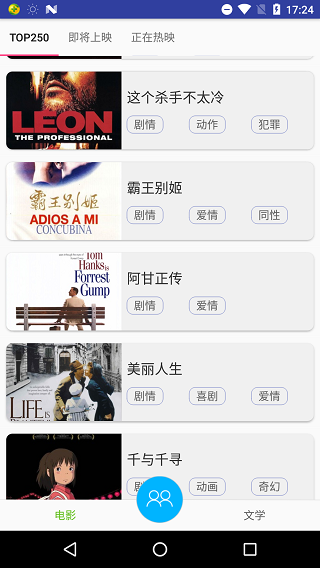 17:24
TOP250 即将上映 正在热映
LEON
THE PROFESSIONAL
这个杀手不太冷
剧情 动作 犯罪
霸王别姬
ADIOS A MI
CONCUBINA
霸王别姬
剧情 爱情 同性
Tom
Hanks is
Forrest
Gump
阿甘正传
剧情 爱情
LIFE IS
美丽人生
剧情 喜剧 爱情
千与千寻
剧情 动画 奇幻
电影 文学